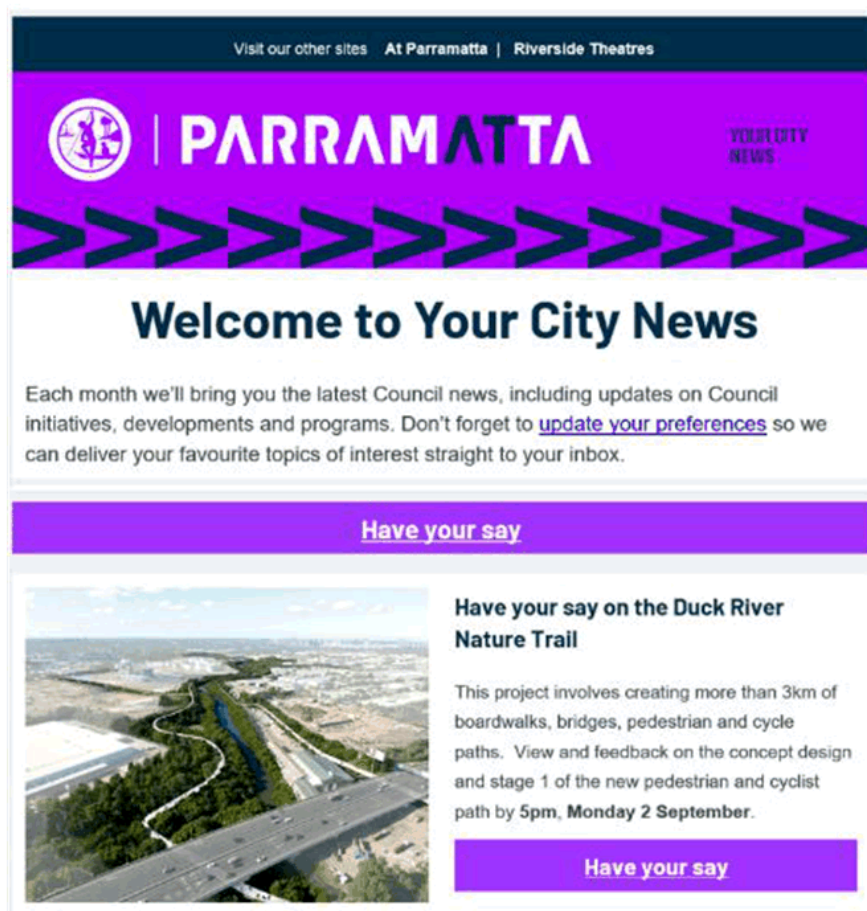 Visit our other sites At Parramatta | Riverside Theatres
PARRAMATTA
YOUR CITY
NEWS
Welcome to Your City News
Each month we'll bring you the latest Council news, including updates on Council
initiatives, developments and programs. Don't forget to update your preferences so we
can deliver your favourite topics of interest straight to your inbox.
Have your say
Have your say on the Duck River
Nature Trail
This project involves creating more than 3km of
boardwalks, bridges, pedestrian and cycle
paths.  View and feedback on the concept design
and stage 1 of the new pedestrian and cyclist
path by 5pm, Monday 2 September.
Have your say